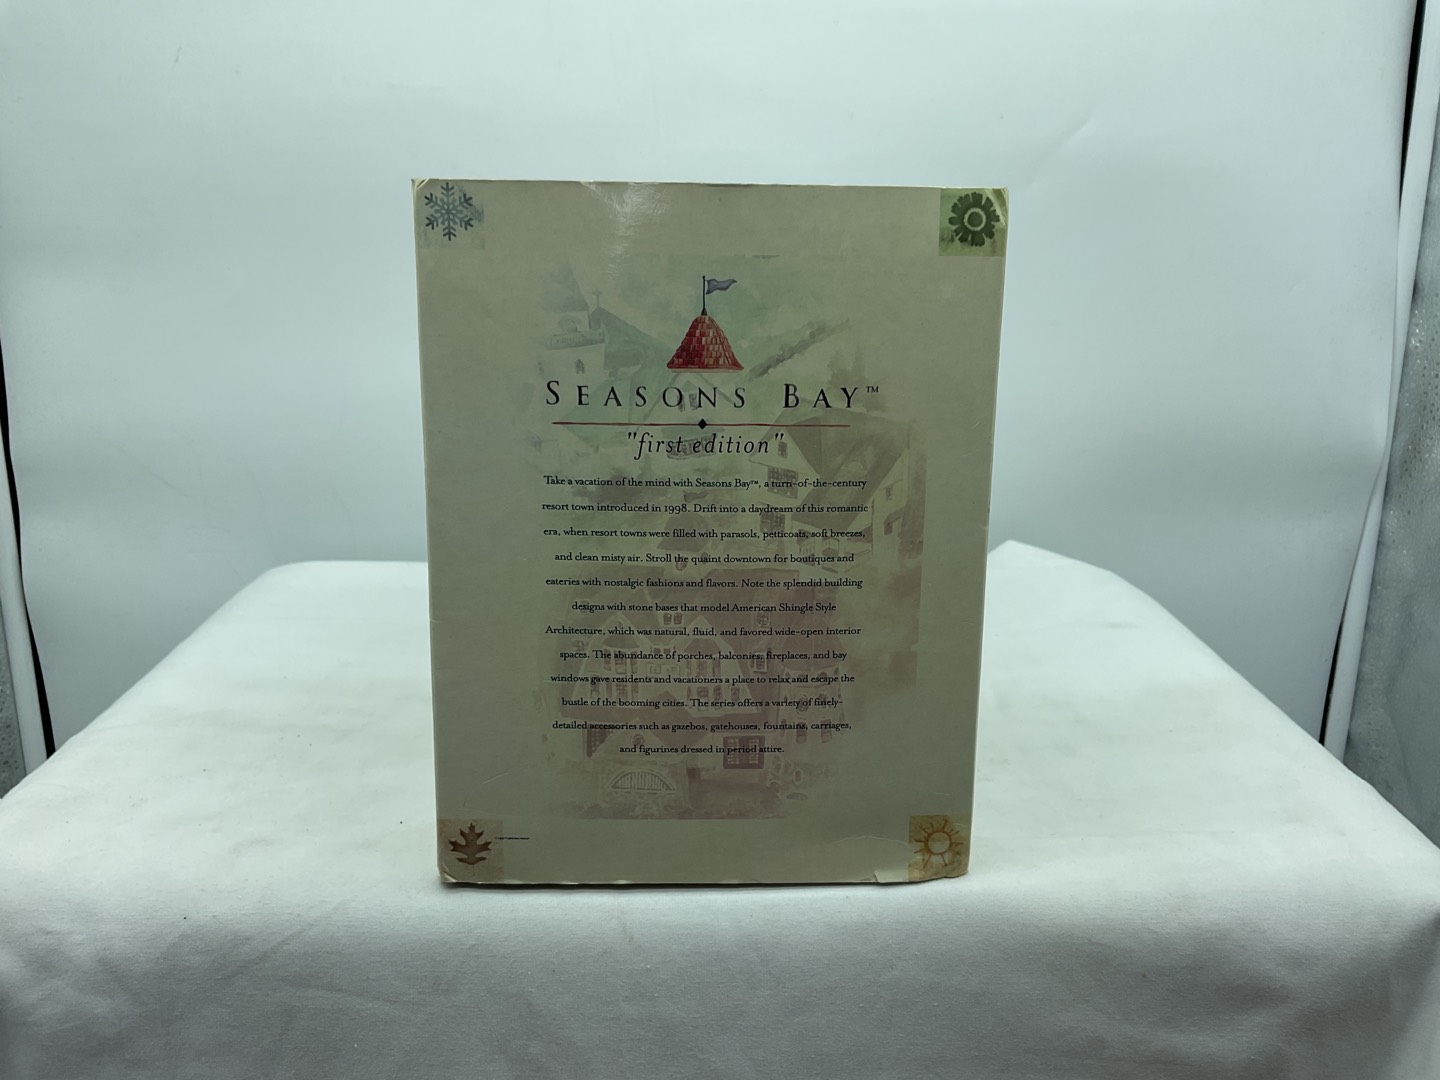 SEASONS BAY™
"first edition"
Take a vacation of the mind with Seasons Bay™, a turn-of-the-century
resort town introduced in 1998. Drift into a daydream of this romantic
era, when resort towns were filled with parasols, petticoats, soft breezes,
and clean misty air. Stroll the quaint downtown for boutiques and
eateries with nostalgic fashions and flavors. Note the splendid building
designs with stone bases that model American Shingle Style
Architecture, which was natural, fluid, and favored wide-open interior
spaces. The abundance of porches, balconies, fireplaces, and bay
windows gave residents and vacationers a place to relax and escape the
bustle of the booming cities. The series offers a variety of finely-
detailed accessories such as gazebos, gatehouses, fountains, carriages,
and figurines dressed in period attire.